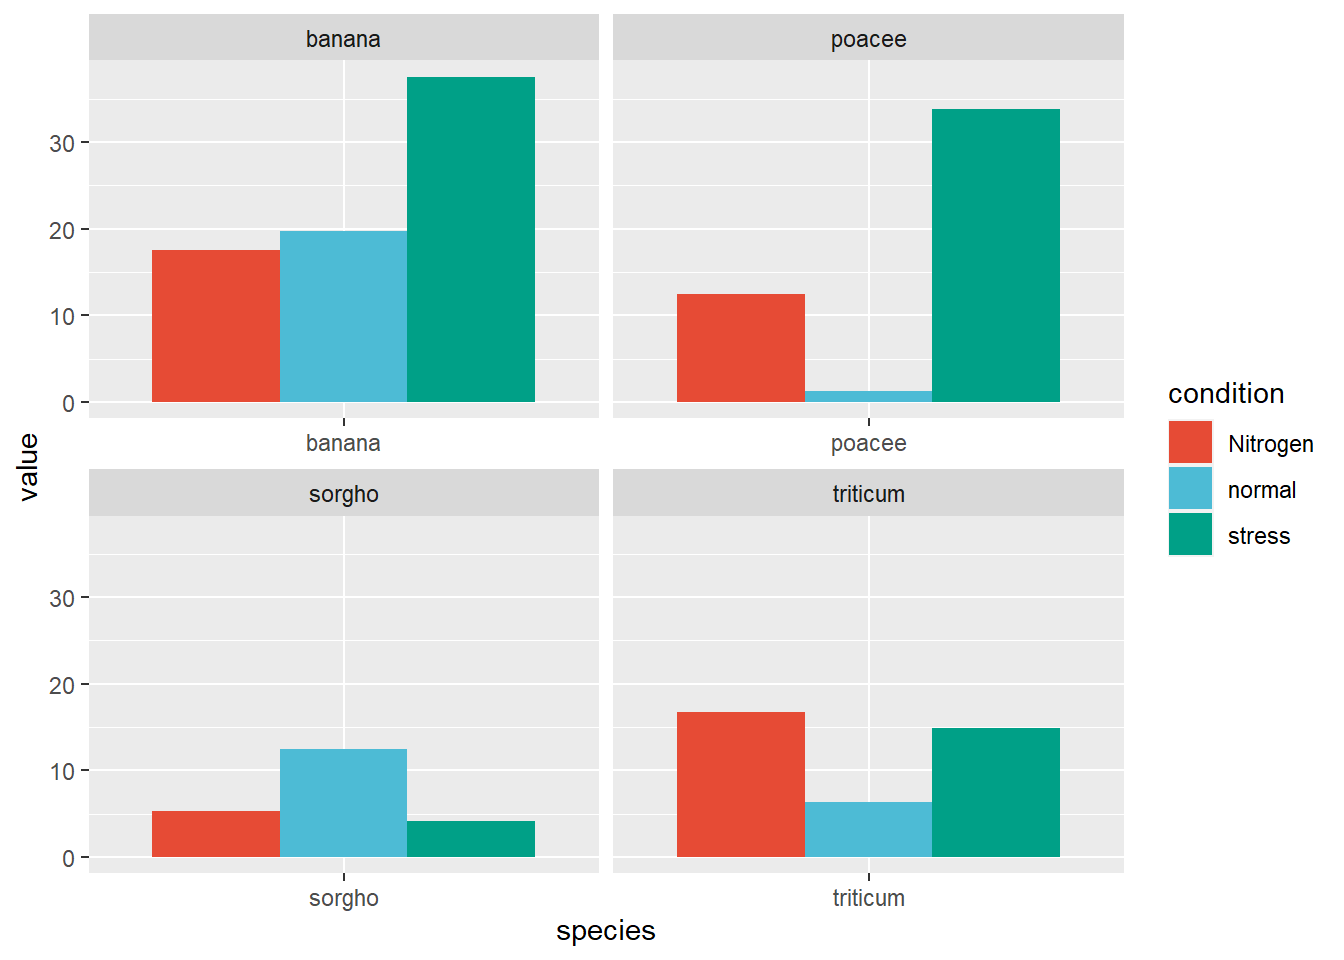 banana
poacee
30
20
10
0
banana
poacee
value
sorgho
triticum
30
20
10
0
sorgho
triticum
species
condition
Nitrogen
normal
stress